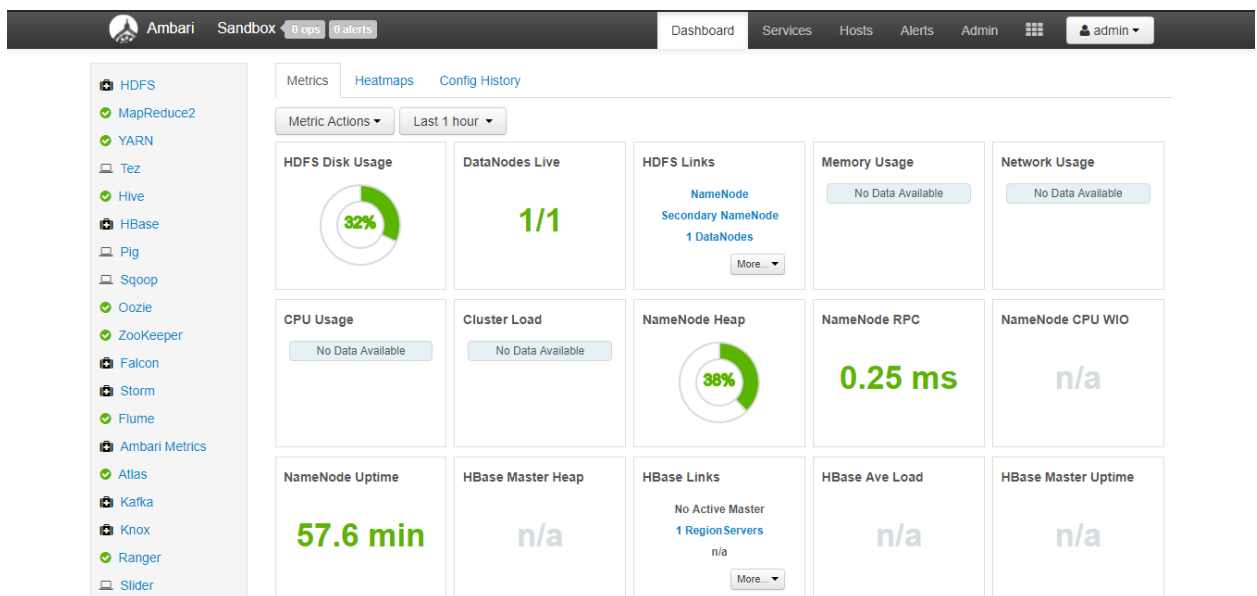 Ambari Sandbox 0 ops 0 alerts Dashboard Services Hosts Alerts Admin admin
HDFS
MapReduce2
YARN
Tez
Hive
HBase
Pig
Sqoop
Oozie
ZooKeeper
Falcon
Storm
Flume
Ambari Metrics
Atlas
Kafka
Knox
Ranger
Slider
Metrics Heatmaps Config History
Metric Actions Last 1 hour
HDFS Disk Usage
32%
DataNodes Live
1/1
HDFS Links
NameNode
Secondary NameNode
1 DataNodes
More...
Memory Usage
No Data Available
Network Usage
No Data Available
CPU Usage
No Data Available
Cluster Load
No Data Available
NameNode Heap
38%
NameNode RPC
0.25 ms
NameNode CPU WIO
n/a
NameNode Uptime
57.6 min
HBase Master Heap
n/a
HBase Links
No Active Master
1 RegionServers
n/a
More...
HBase Ave Load
n/a
HBase Master Uptime
n/a